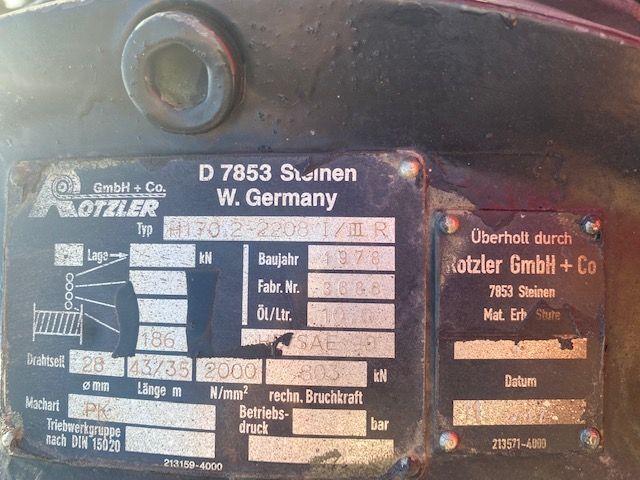 D 7853 Steinen
W. Germany
GmbH + Co.
ROTZLER
Typ H170.2-2208 I/III R
Lage kN
186
Baujahr 1978
Fabr. Nr. 3888
Öl/Ltr.
SAE 90
Drahtseil 28 43/35 2000 803 kN
ø mm Länge m N/mm² rechn. Bruchkraft
Machart PK
Betriebs-
druck bar
Triebwerkgruppe
nach DIN 15020
213159-4000
Überholt durch
Rotzler GmbH + Co
7853 Steinen
Mat. Erh.
Datum
213571-4000